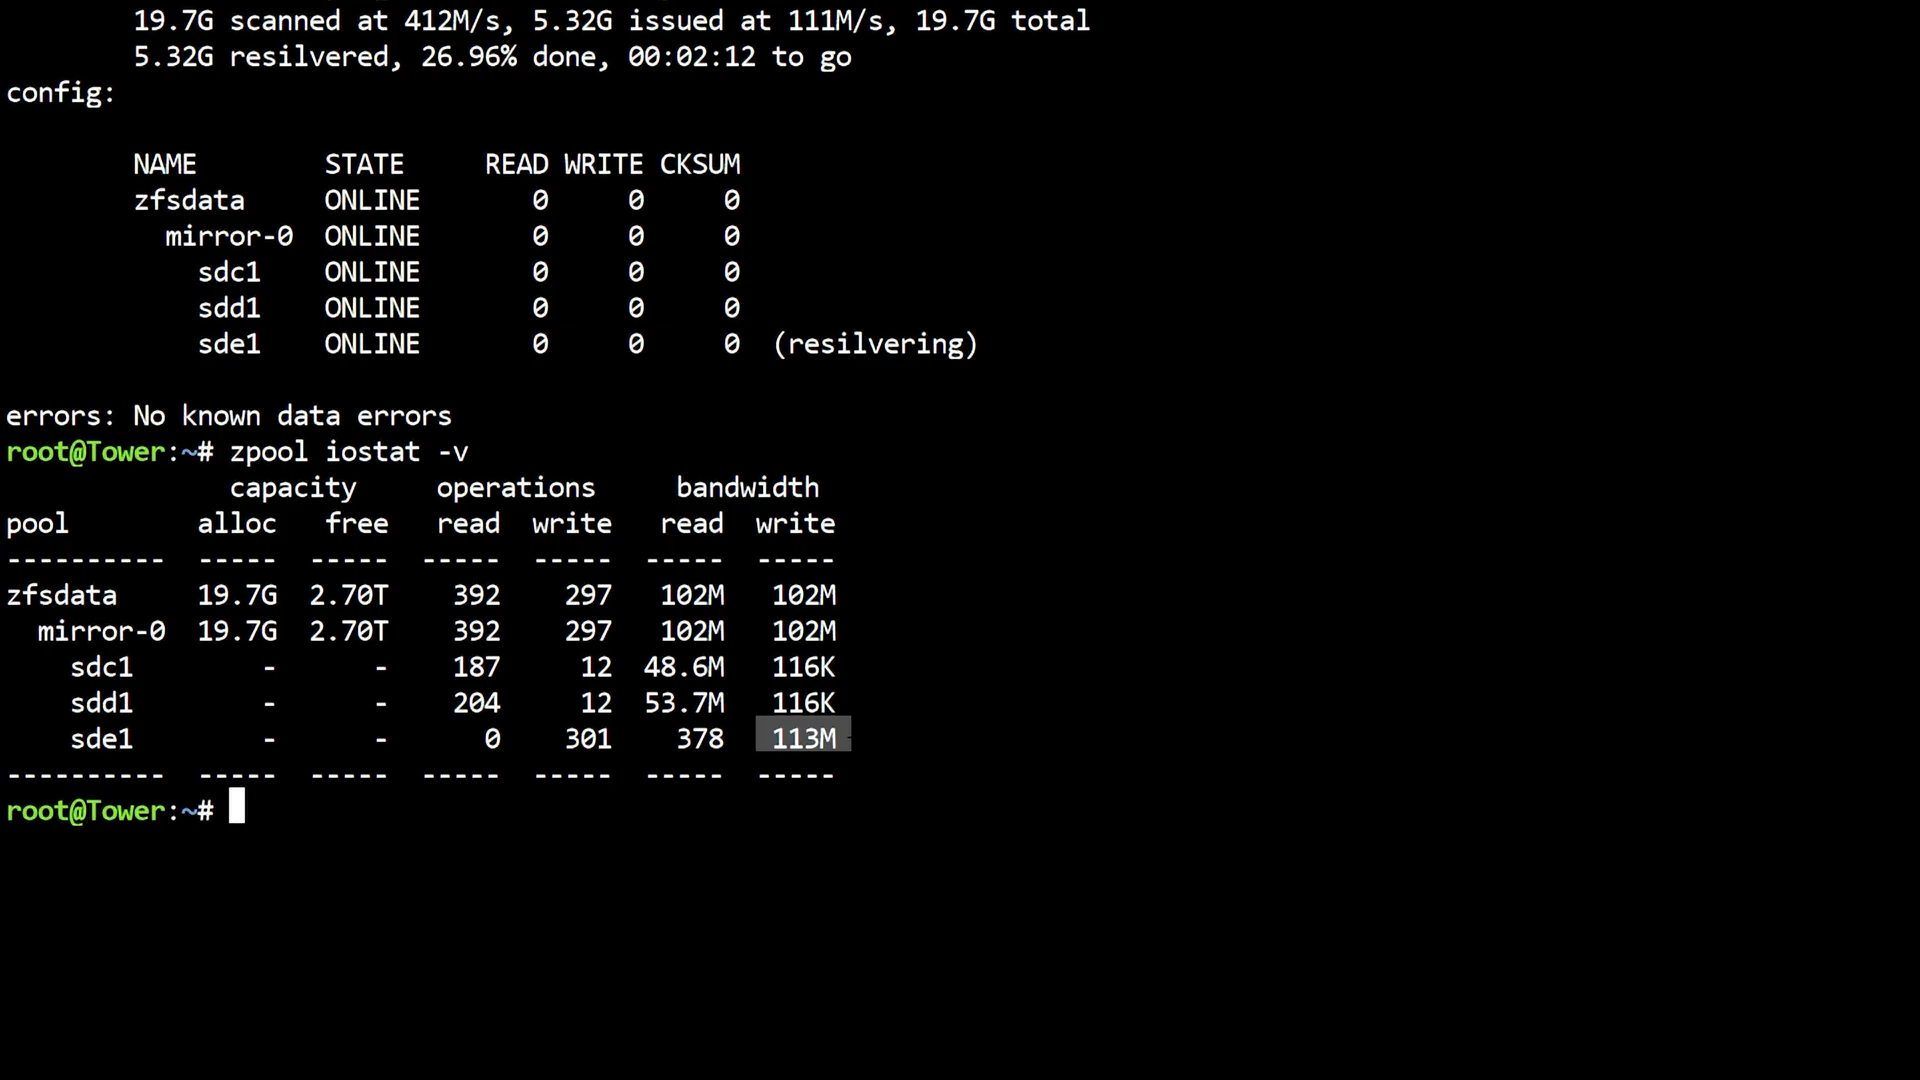 19.7G scanned at 412M/s, 5.32G issued at 111M/s, 19.7G total
5.32G resilvered, 26.96% done, 00:02:12 to go
config:
NAME STATE READ WRITE CKSUM
zfsdata ONLINE 0 0 0
mirror-0 ONLINE 0 0 0
sdc1 ONLINE 0 0 0
sdd1 ONLINE 0 0 0
sde1 ONLINE 0 0 0 (resilvering)
errors: No known data errors
root@Tower:~# zpool iostat -v
capacity operations bandwidth
pool alloc free read write read write
---------- ----- ----- ----- ----- ----- -----
zfsdata 19.7G 2.70T 392 297 102M 102M
mirror-0 19.7G 2.70T 392 297 102M 102M
sdc1 - - 187 12 48.6M 116K
sdd1 - - 204 12 53.7M 116K
sde1 - - 0 301 378 113M
---------- ----- ----- ----- ----- ----- -----
root@Tower:~#